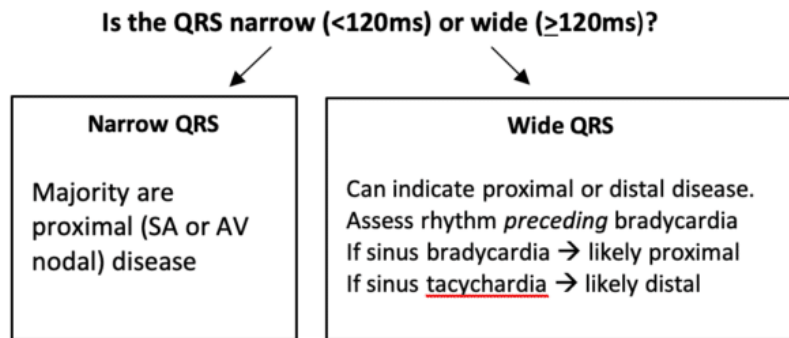 Is the QRS narrow (<120ms) or wide (≥120ms)?
Narrow QRS
Majority are
proximal (SA or AV
nodal) disease
Wide QRS
Can indicate proximal or distal disease.
Assess rhythm preceding bradycardia
If sinus bradycardia → likely proximal
If sinus tacychardia → likely distal